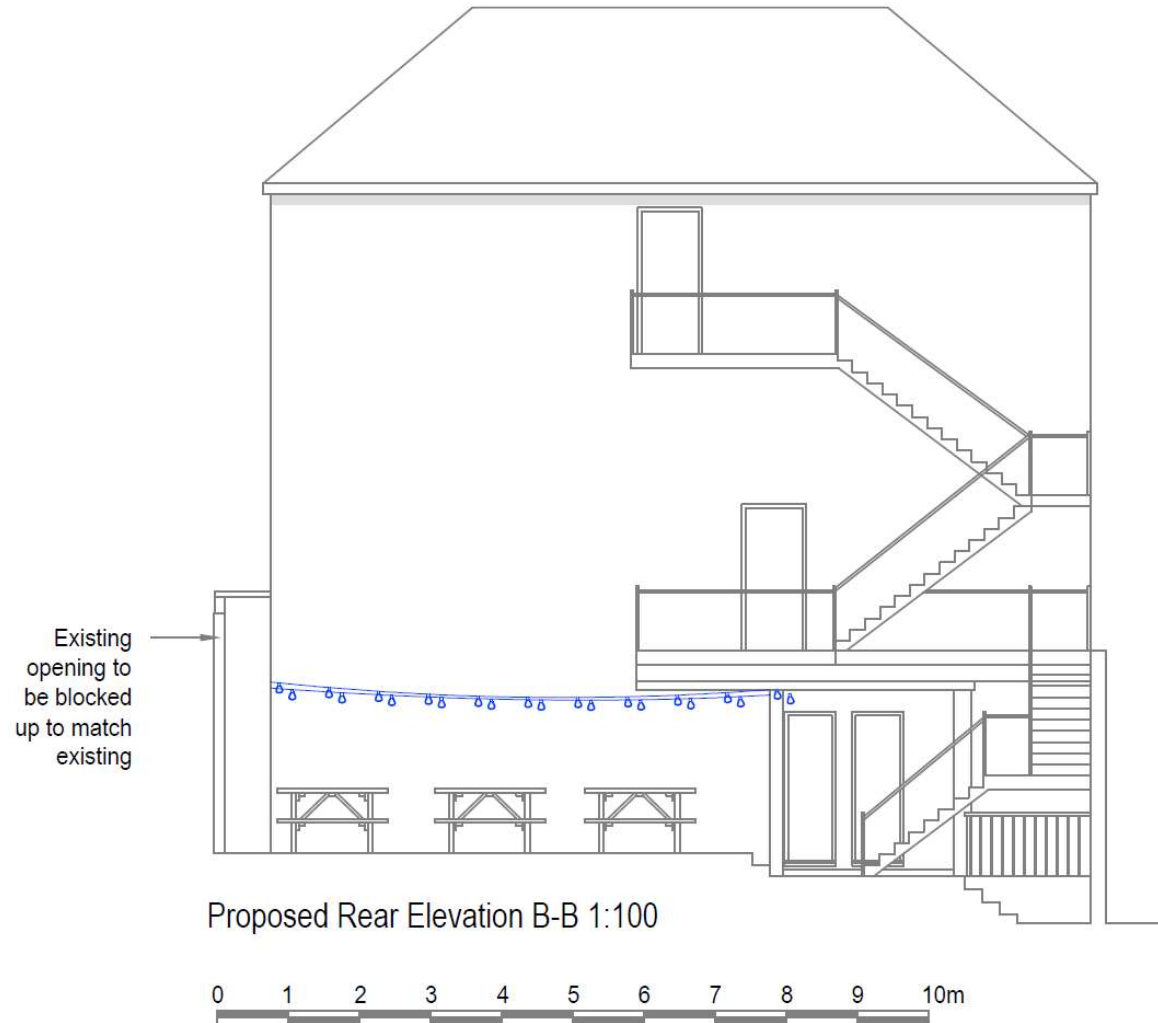 Existing
opening to
be blocked
up to match
existing
Proposed Rear Elevation B-B 1:100
0 1 2 3 4 5 6 7 8 9 10m